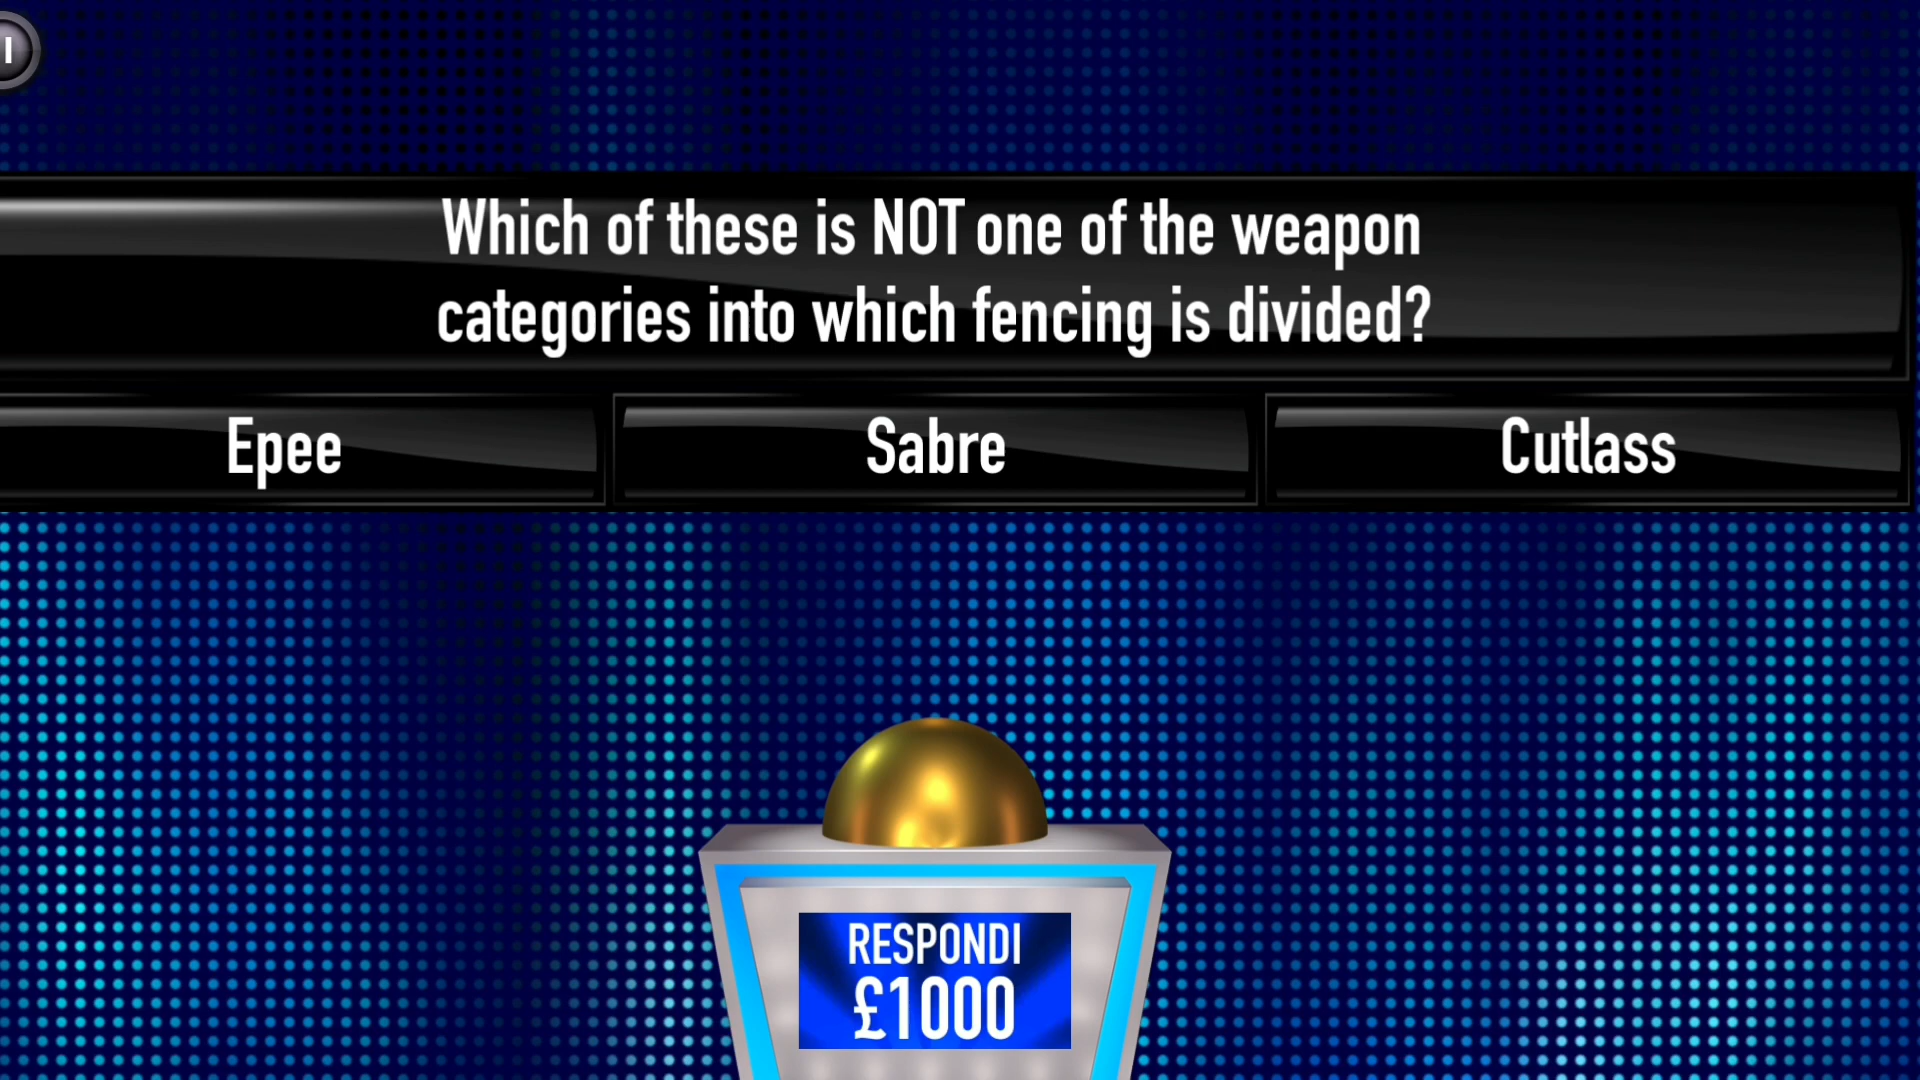 Which of these is NOT one of the weapon
categories into which fencing is divided?
Epee
Sabre
Cutlass
RESPONDI
£1000